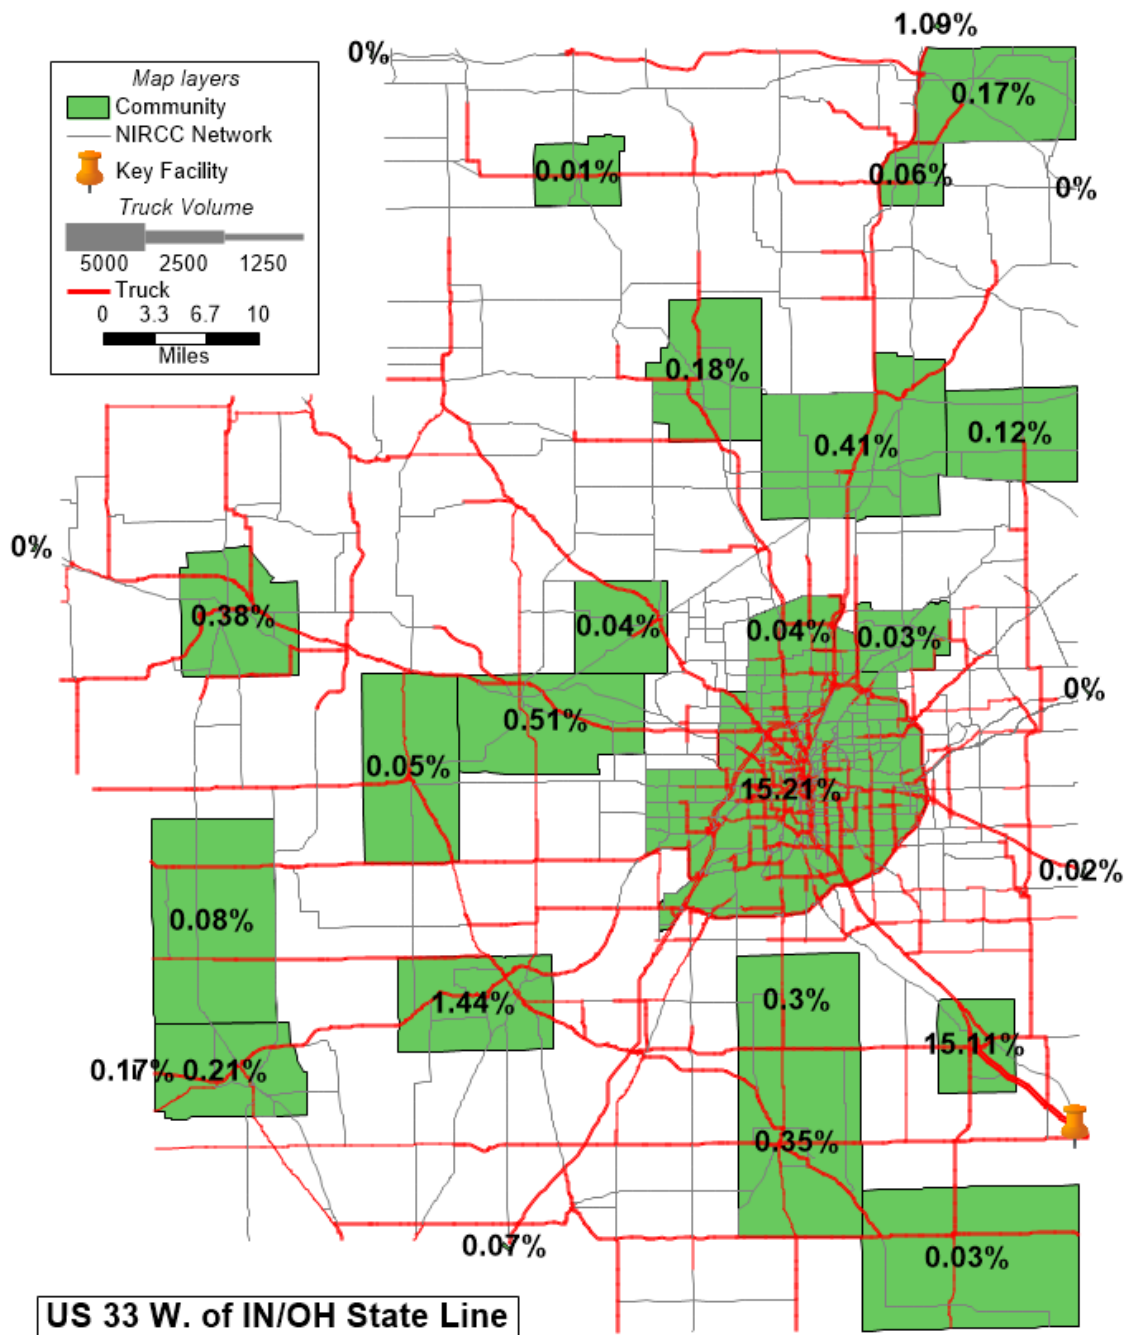 1.09%
0%
Map layers
Community
NIRCC Network
Key Facility
Truck Volume
5000 2500 1250
Truck
0 3.3 6.7 10
Miles
0.17%
0.01%
0.06%
0%
0.18%
0.41%
0.12%
0%
0.38%
0.04%
0.04%
0.03%
0%
0.51%
0.05%
15.21%
0.02%
0.08%
1.44%
0.3%
15.11%
0.17% 0.21%
0.35%
0.07%
0.03%
US 33 W. of IN/OH State Line